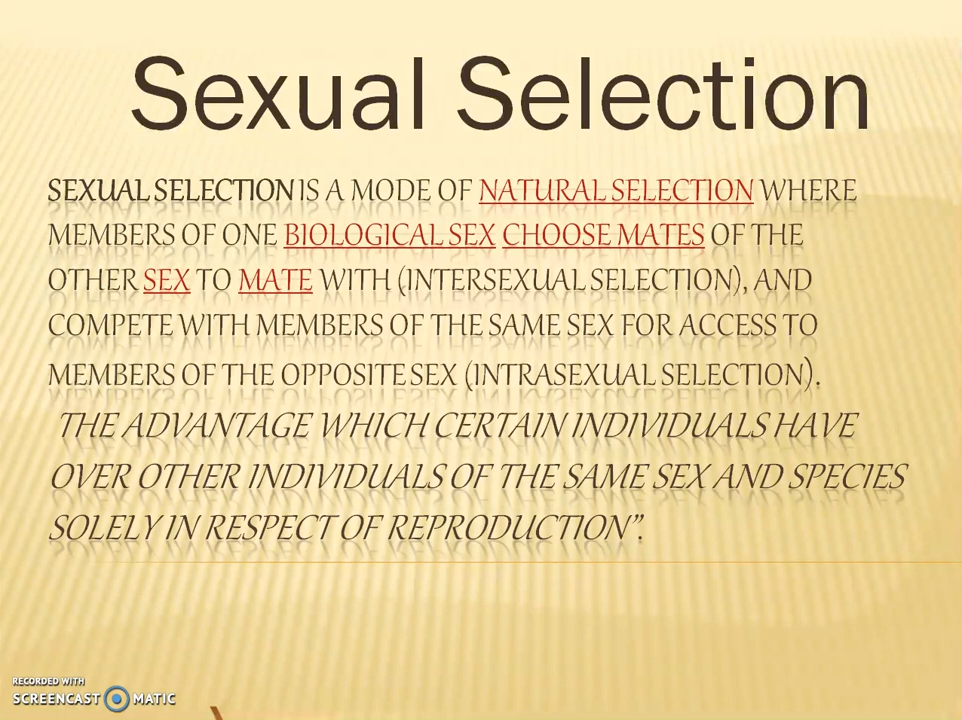 Sexual Selection
SEXUAL SELECTION IS A MODE OF NATURAL SELECTION WHERE
MEMBERS OF ONE BIOLOGICAL SEX CHOOSE MATES OF THE
OTHER SEX TO MATE WITH (INTERSEXUAL SELECTION), AND
COMPETE WITH MEMBERS OF THE SAME SEX FOR ACCESS TO
MEMBERS OF THE OPPOSITE SEX (INTRASEXUAL SELECTION).
THE ADVANTAGE WHICH CERTAIN INDIVIDUALS HAVE
OVER OTHER INDIVIDUALS OF THE SAME SEX AND SPECIES
SOLELY IN RESPECT OF REPRODUCTION”.
RECORDED WITH
SCREENCAST MATIC